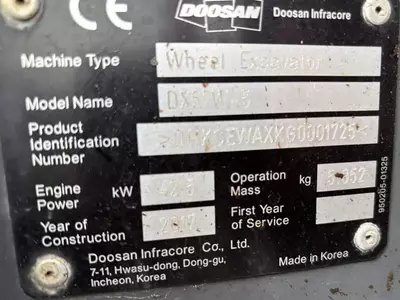 CE DOOSAN Doosan Infracore
Machine Type Wheel Excavator
Model Name
Product
Identification
Number
Engine
Power kW Operation
Mass kg
Year of
Construction 2017 First Year
of Service
Doosan Infracore Co., Ltd.
7-11, Hwasu-dong, Dong-gu,
Incheon, Korea Made in Korea
950205-01325